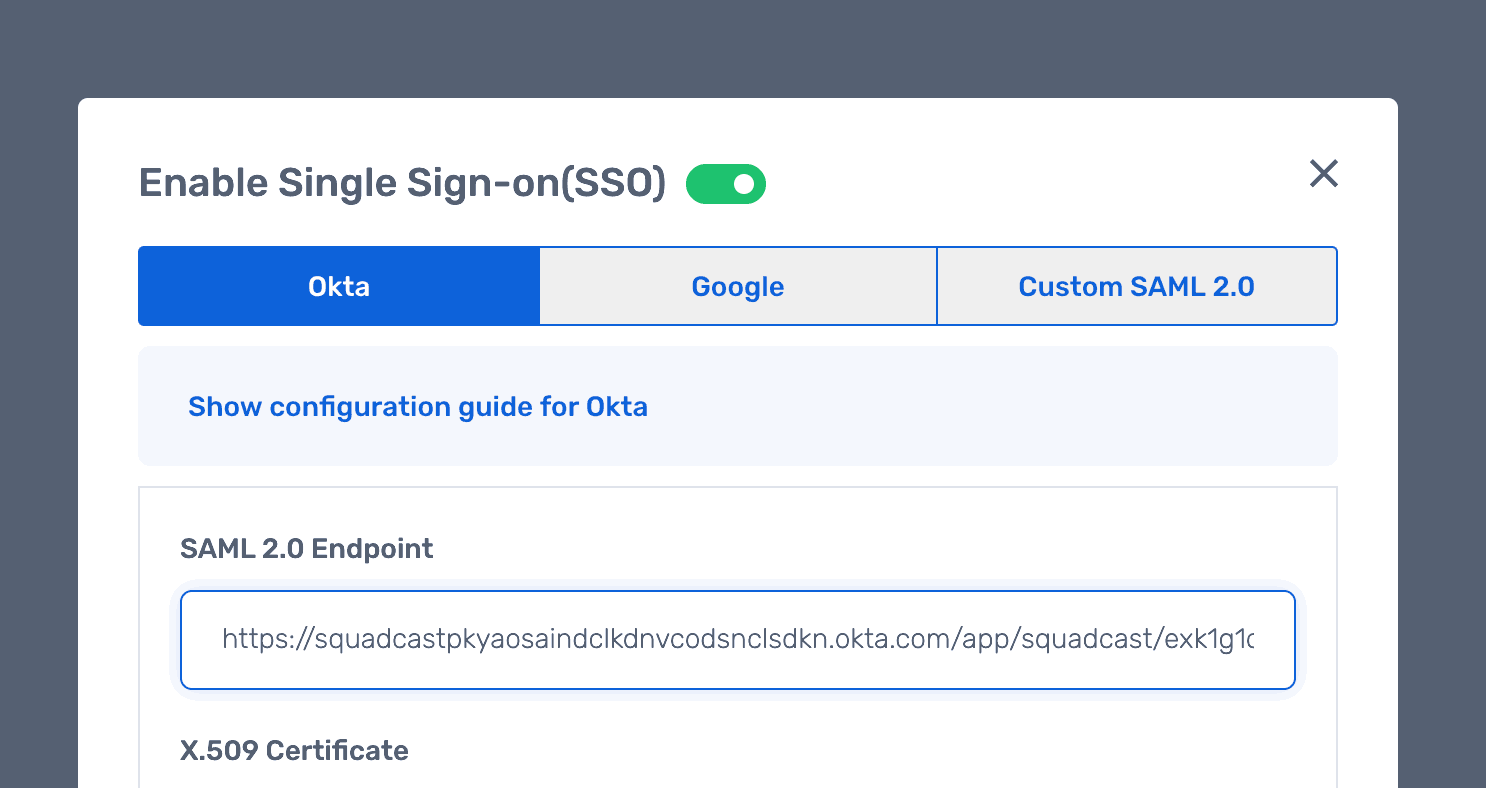 Enable Single Sign-on(SSO)
Okta
Google
Custom SAML 2.0
Show configuration guide for Okta
SAML 2.0 Endpoint
https://squadcastpkyaosaindclkdnvcodsnclsdkn.okta.com/app/squadcast/exk1g1
X.509 Certificate